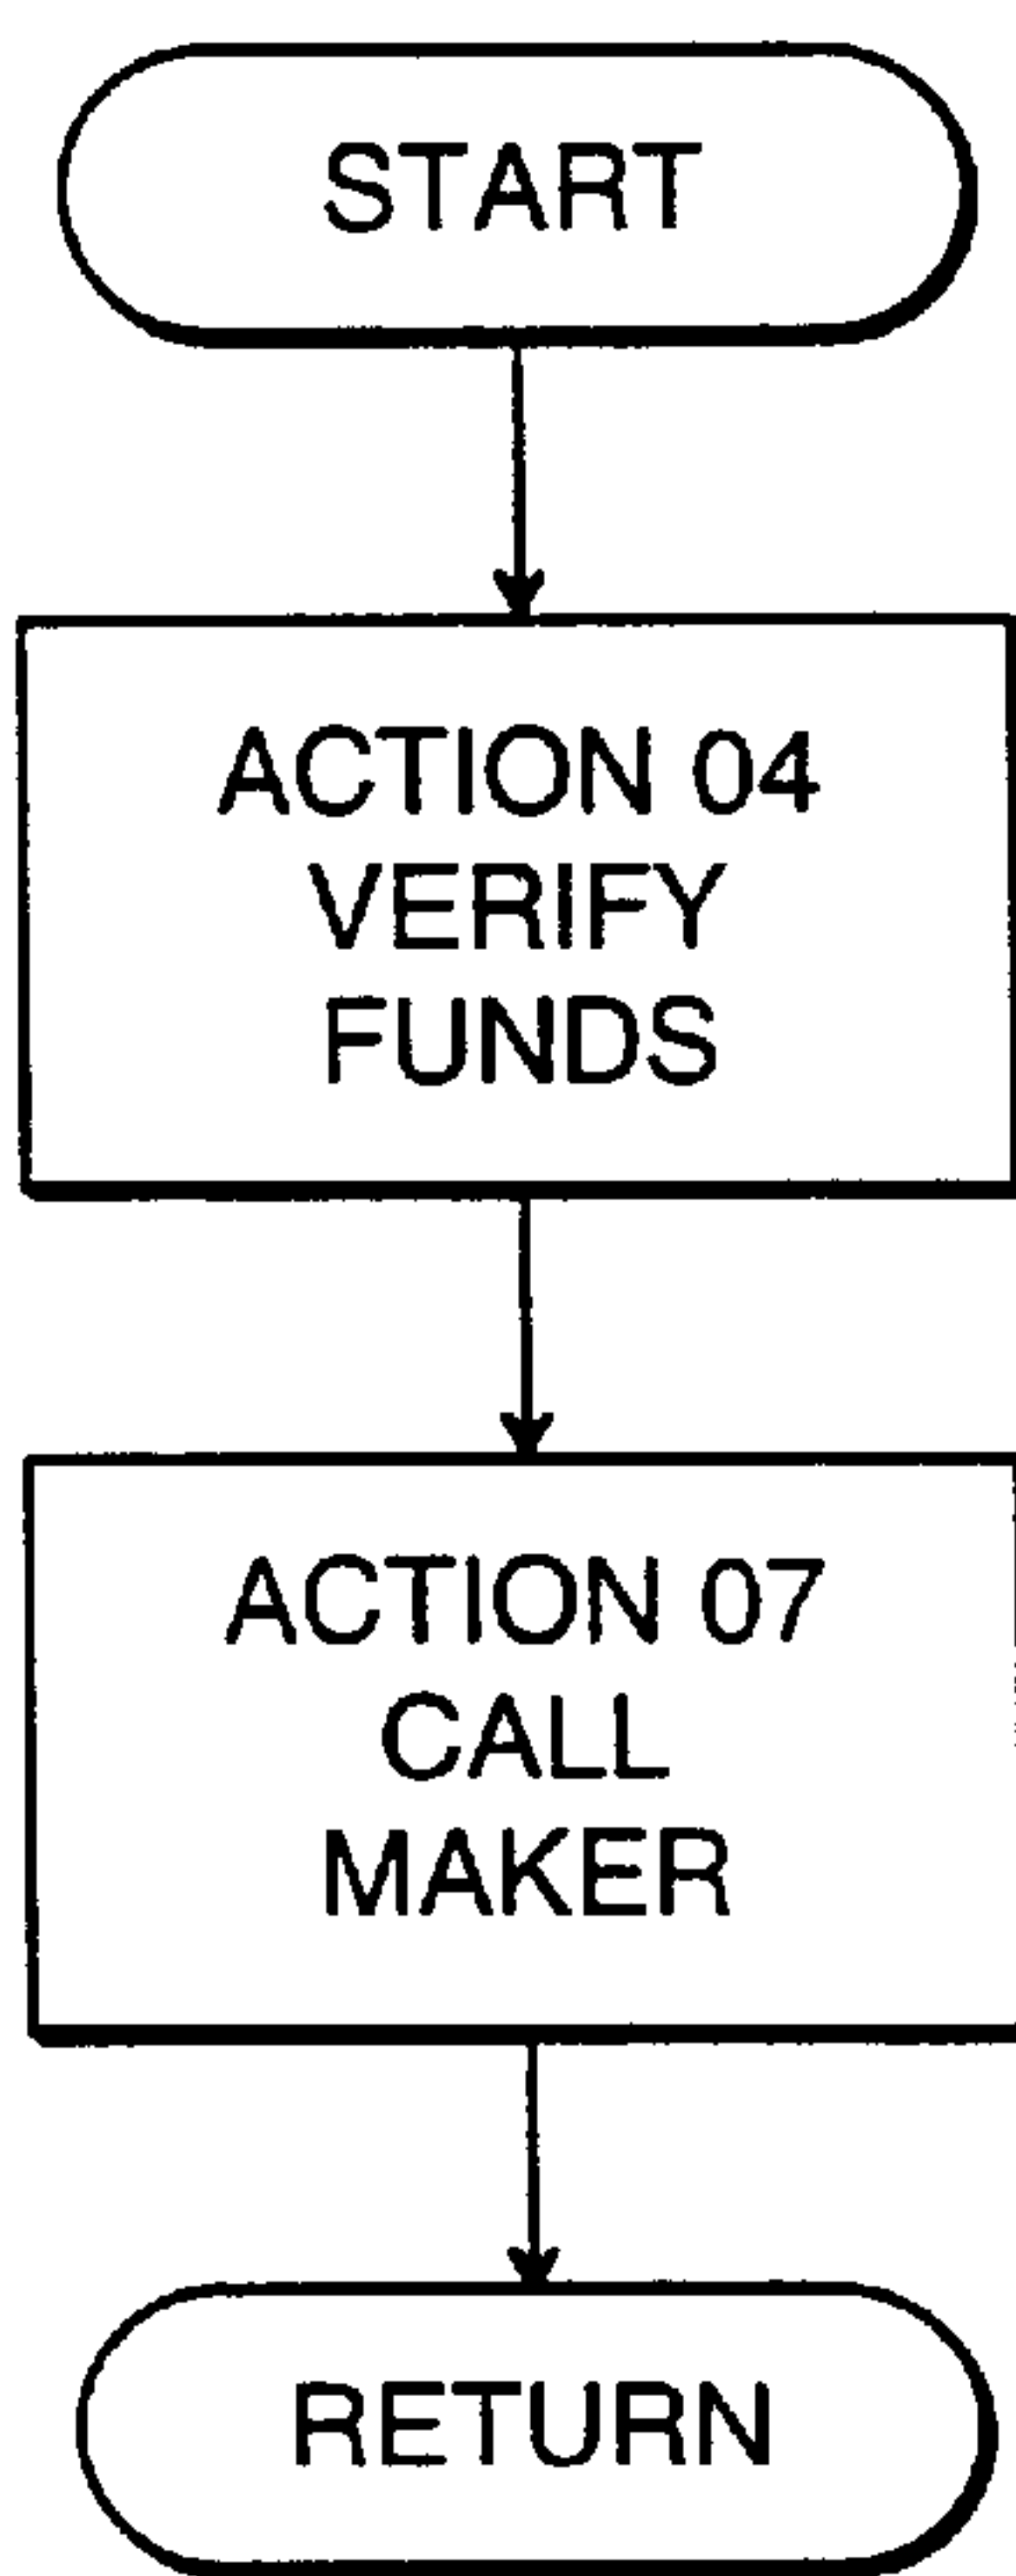 START
ACTION 04
VERIFY
FUNDS
ACTION 07
CALL
MAKER
RETURN